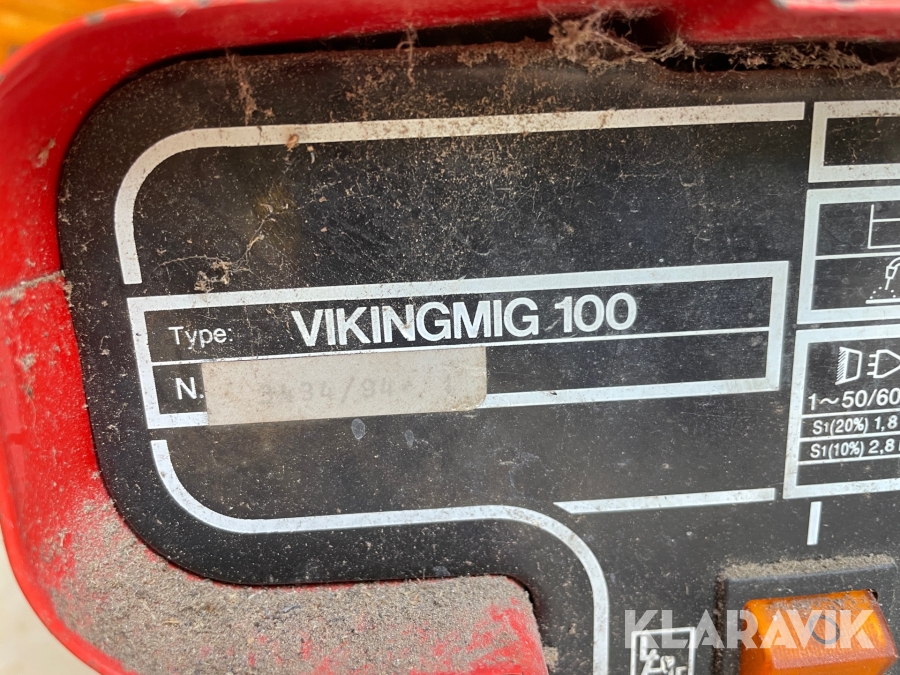 Type: VIKINGMIG 100
N.
1~50/60
S1(20%) 1,8
S1(10%) 2,8
KLARAVIK